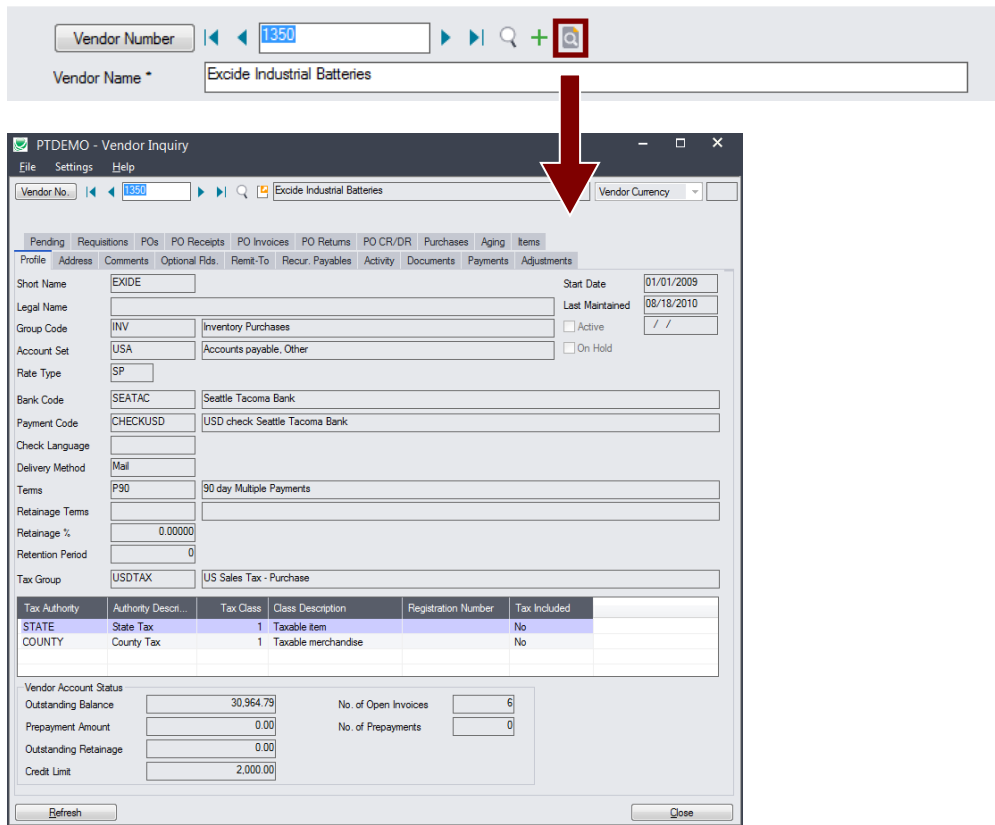 Vendor Number 1350
Vendor Name * Excide Industrial Batteries
PTDEMO - Vendor Inquiry
File Settings Help
Vendor No. 1350 Excide Industrial Batteries Vendor Currency
Pending Requisitions POs PO Receipts PO Invoices PO Returns PO CR/DR Purchases Aging Items
Profile Address Comments Optional Flds. Remit-To Recur. Payables Activity Documents Payments Adjustments
Short Name EXIDE Start Date 01/01/2009
Legal Name Last Maintained 08/18/2010
Group Code INV Inventory Purchases Active / /
Account Set USA Accounts payable, Other On Hold
Rate Type SP
Bank Code SEATAC Seattle Tacoma Bank
Payment Code CHECKUSD USD check Seattle Tacoma Bank
Check Language
Delivery Method Mail
Terms P90 90 day Multiple Payments
Retainage Terms
Retainage % 0.00000
Retention Period 0
Tax Group USDTAX US Sales Tax - Purchase
Tax Authority Authority Descri... Tax Class Class Description Registration Number Tax Included
STATE State Tax 1 Taxable item No
COUNTY County Tax 1 Taxable merchandise No
Vendor Account Status
Outstanding Balance 30,964.79 No. of Open Invoices 6
Prepayment Amount 0.00 No. of Prepayments 0
Outstanding Retainage 0.00
Credit Limit 2,000.00
Refresh Close